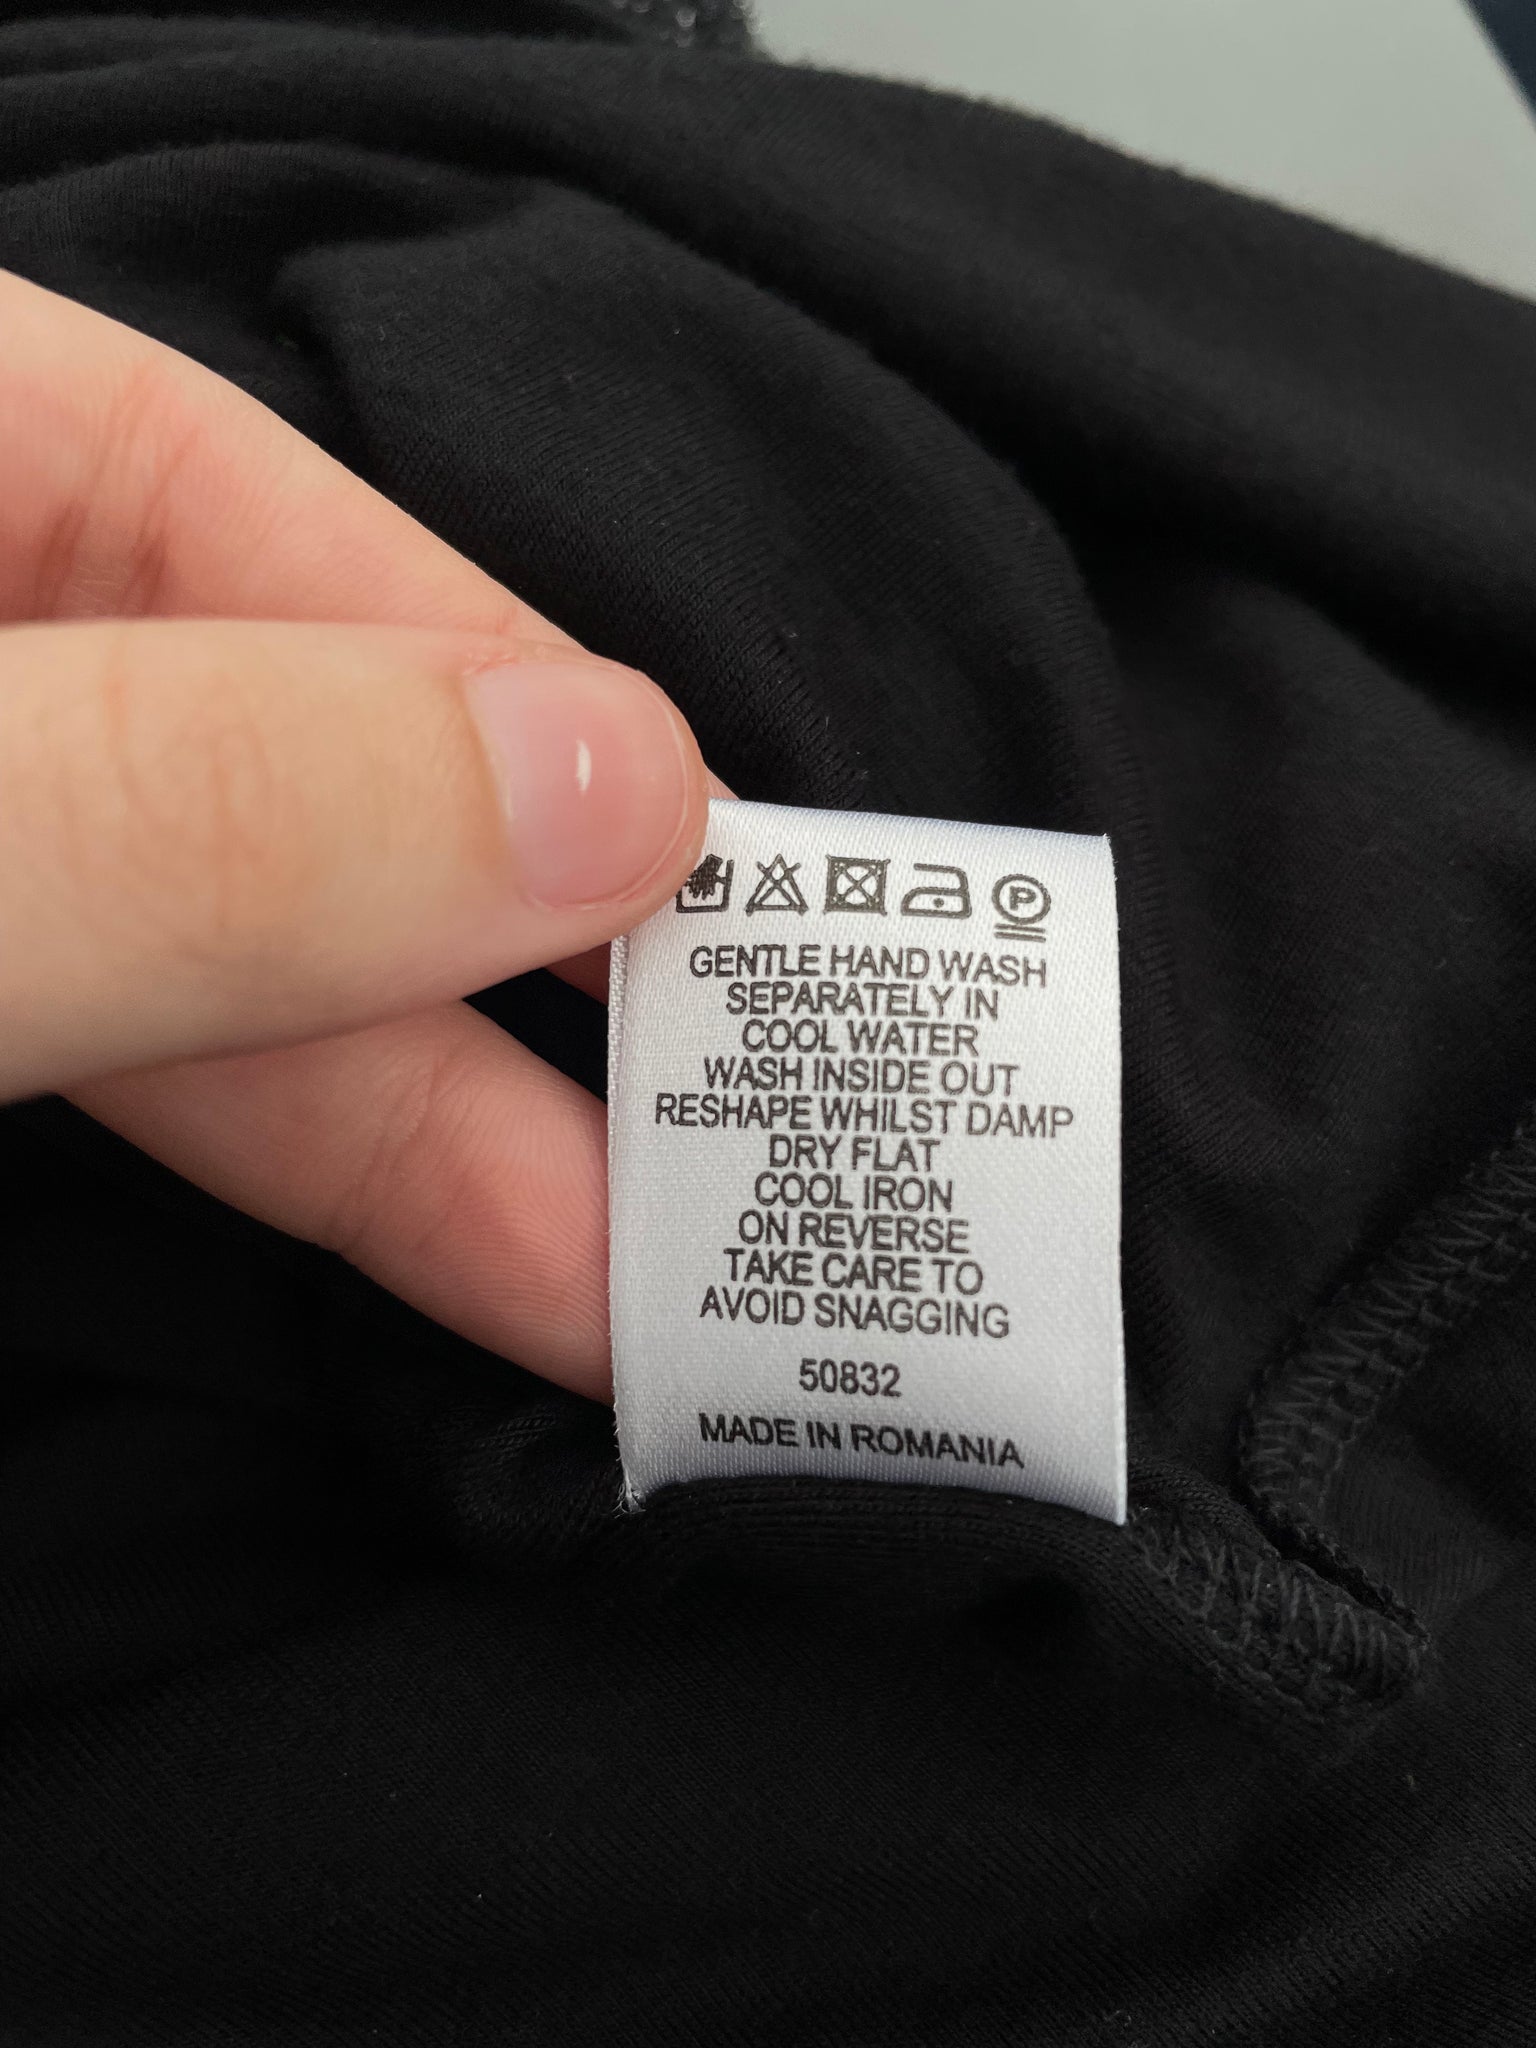 P
GENTLE HAND WASH
SEPARATELY IN
COOL WATER
WASH INSIDE OUT
RESHAPE WHILST DAMP
DRY FLAT
COOL IRON
ON REVERSE
TAKE CARE TO
AVOID SNAGGING
50832
MADE IN ROMANIA